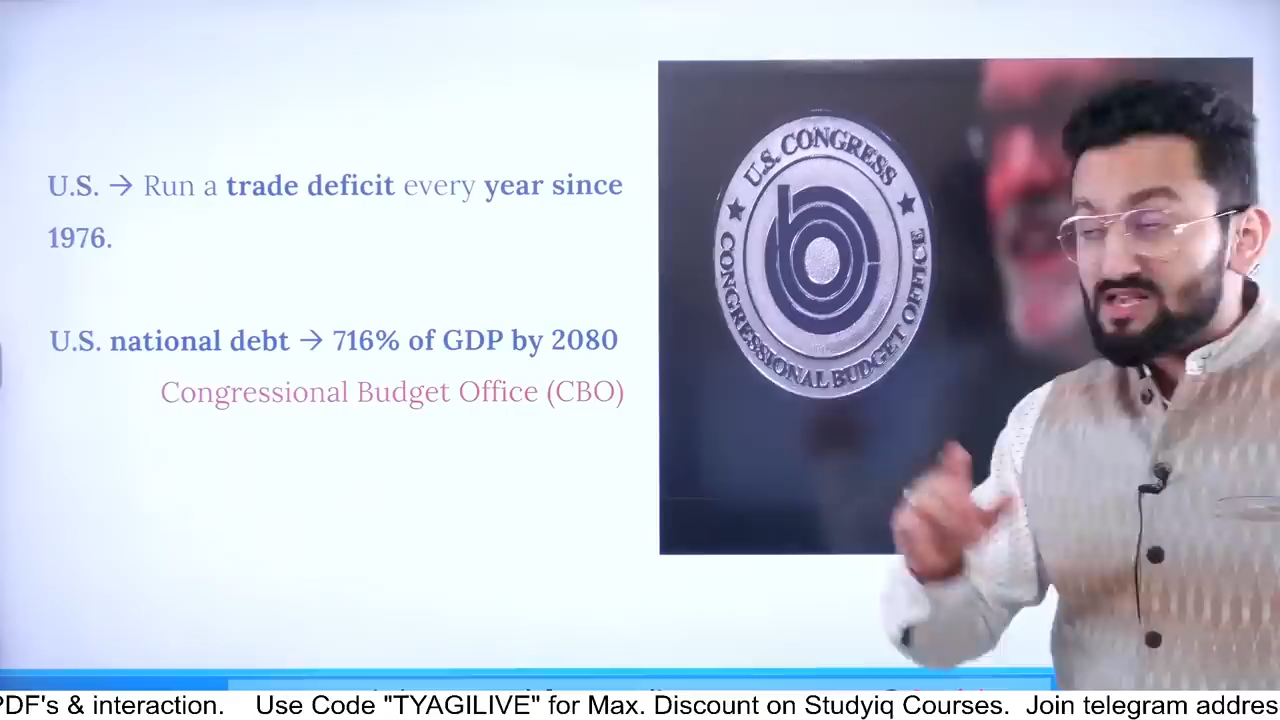 U.S. → Run a trade deficit every year since
1976.
U.S. national debt → 716% of GDP by 2080
Congressional Budget Office (CBO)
U.S. CONGRESS
CONGRESSIONAL BUDGET OFFICE
PDF's & interaction. Use Code "TYAGILIVE" for Max. Discount on Studyiq Courses. Join telegram addres